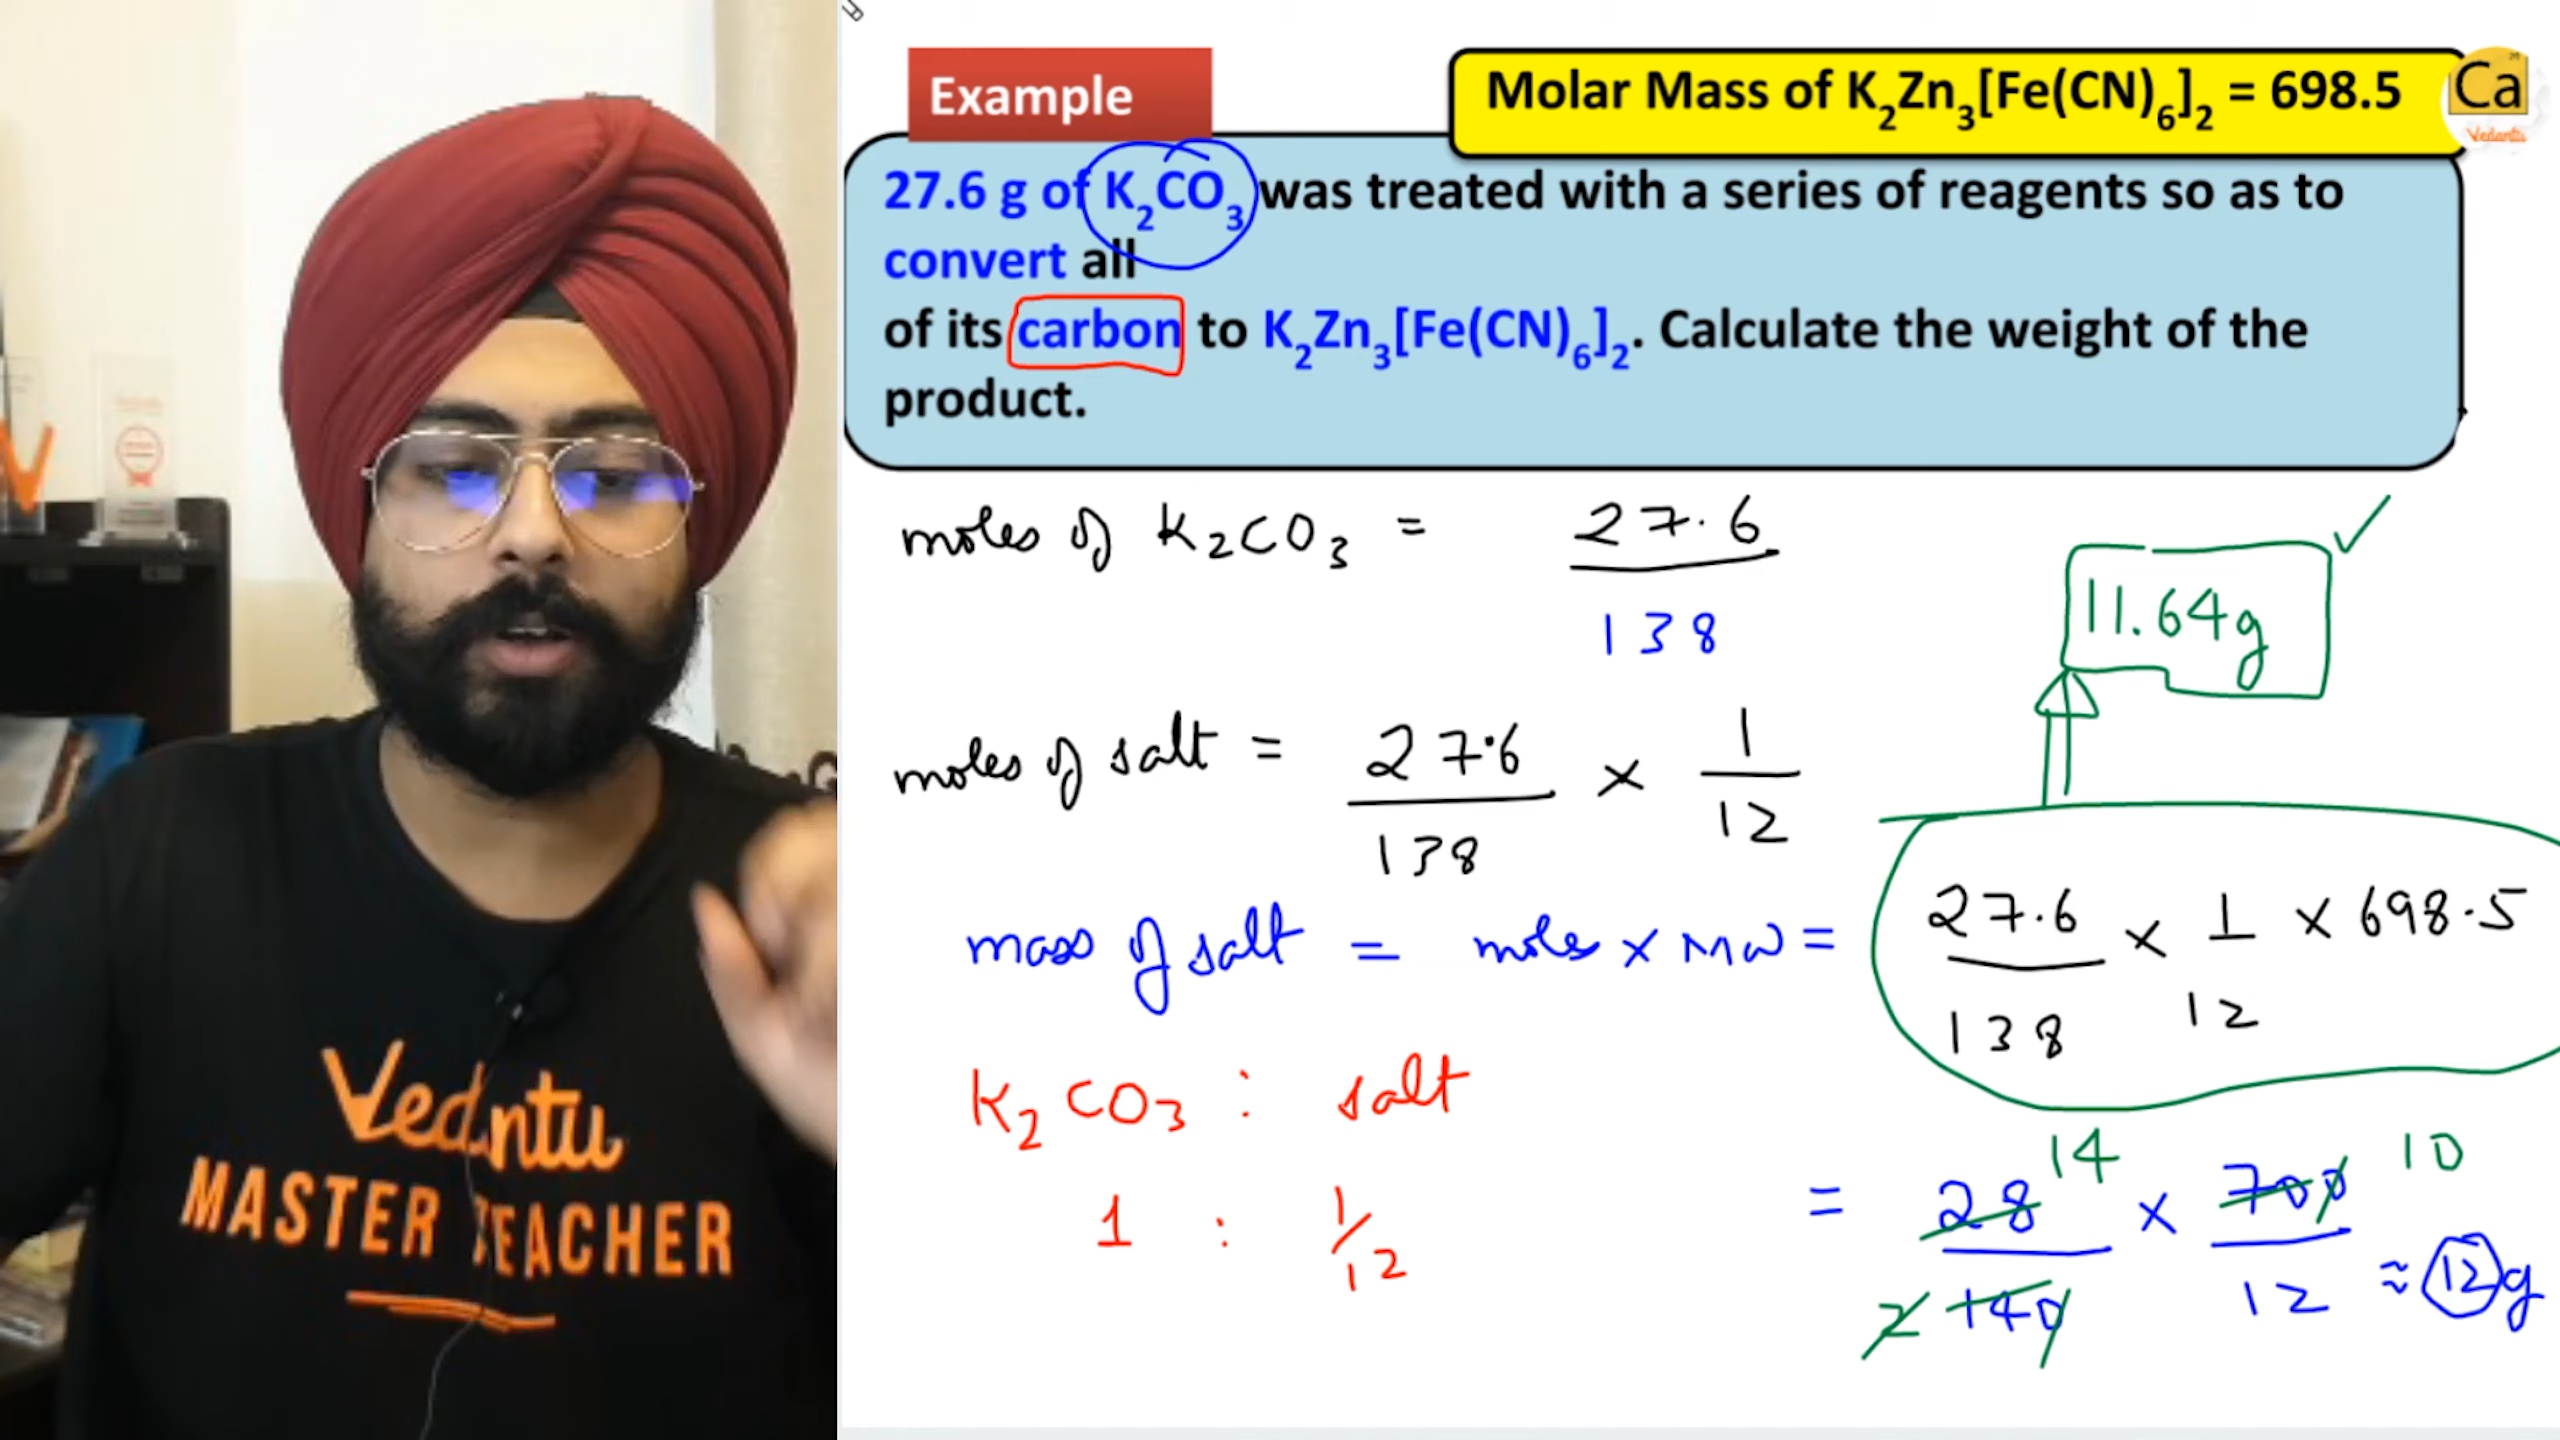 Example
Molar Mass of K2Zn3[Fe(CN)6]2 = 698.5
Ca
Vedantu
27.6 g of K2CO3 was treated with a series of reagents so as to
convert all
of its carbon to K2Zn3[Fe(CN)6]2. Calculate the weight of the
product.
moles of K2CO3 = 27.6
138
11.64g
moles of salt = 27.6 × 1
138 12
mass of salt = moles × MW = 27.6 × 1 × 698.5
138 12
K2CO3 : salt
1 : 1/12
= 28 14 × 700 10
2 140 12 ≈ 12g
Vedantu
MASTER TEACHER